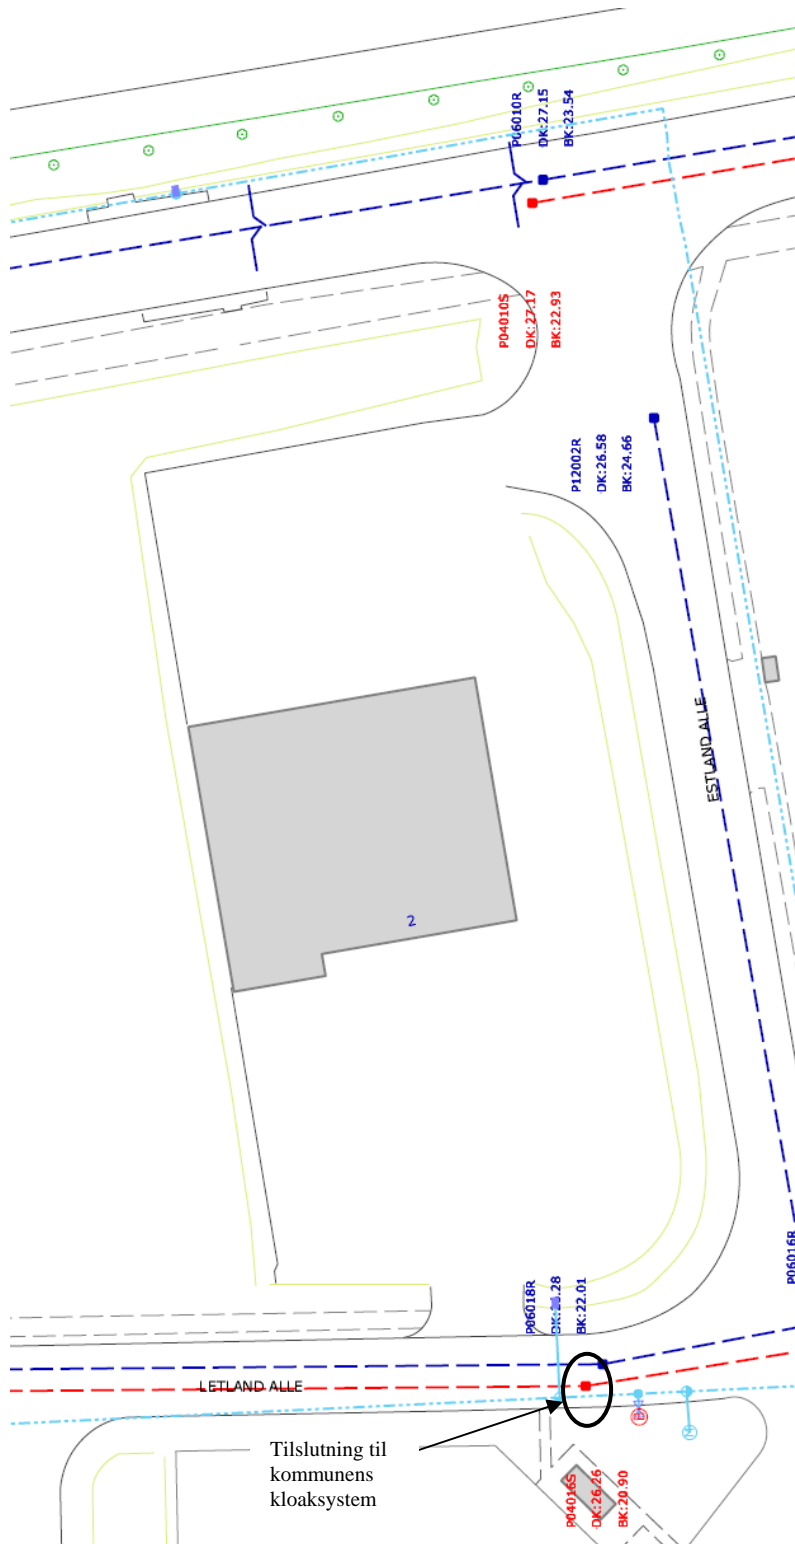 P06010R
DK:27.15
BK:23.54
P04010S
DK:27.17
BK:22.93
P12002R
DK:26.58
BK:24.66
ESTLAND ALLE
2
P06016R
P06018R
BK:22.01
LETLAND ALLE
Tilslutning til
kommunens
kloaksystem
P04016S
DK:26.26
BK:20.90